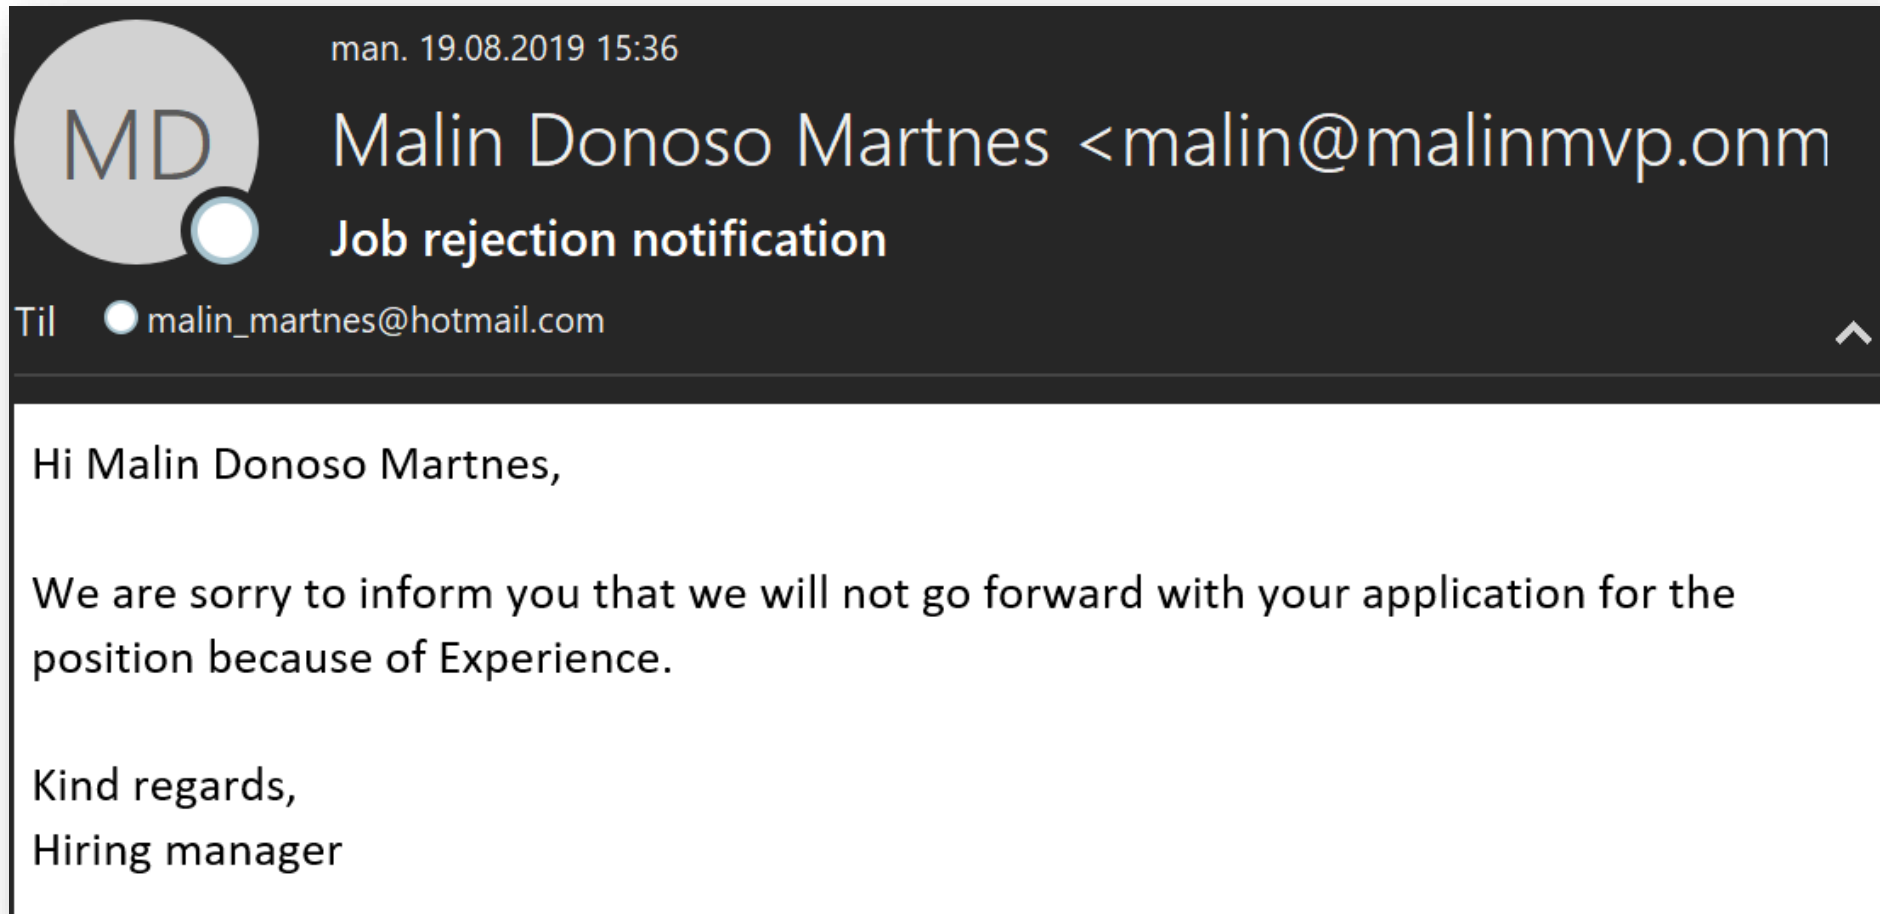 man. 19.08.2019 15:36
MD
Malin Donoso Martnes <malin@malinmvp.onm
Job rejection notification
Til malin_martnes@hotmail.com
Hi Malin Donoso Martnes,
We are sorry to inform you that we will not go forward with your application for the
position because of Experience.
Kind regards,
Hiring manager